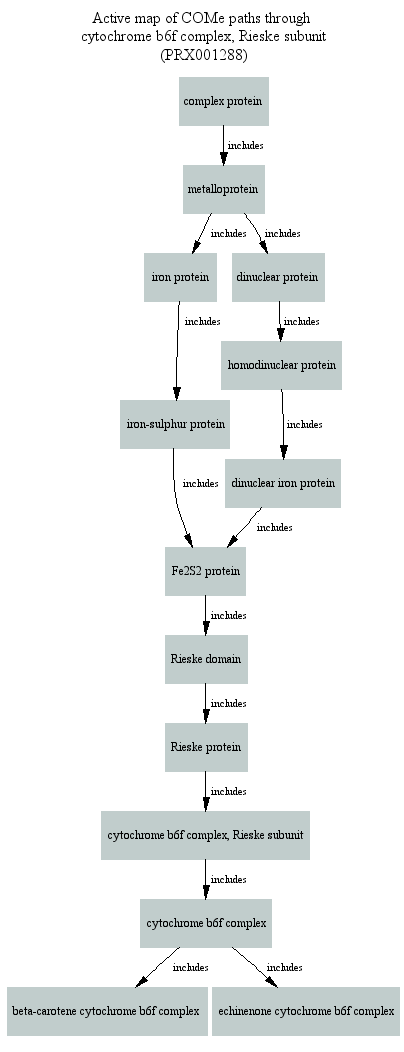 Active map of COMe paths through
cytochrome b6f complex, Rieske subunit
(PRX001288)
complex protein
includes
metalloprotein
includes
includes
iron protein
dinuclear protein
includes
includes
homodinuclear protein
iron-sulphur protein
includes
dinuclear iron protein
includes
includes
Fe2S2 protein
includes
Rieske domain
includes
Rieske protein
includes
cytochrome b6f complex, Rieske subunit
includes
cytochrome b6f complex
includes
includes
beta-carotene cytochrome b6f complex
echinenone cytochrome b6f complex